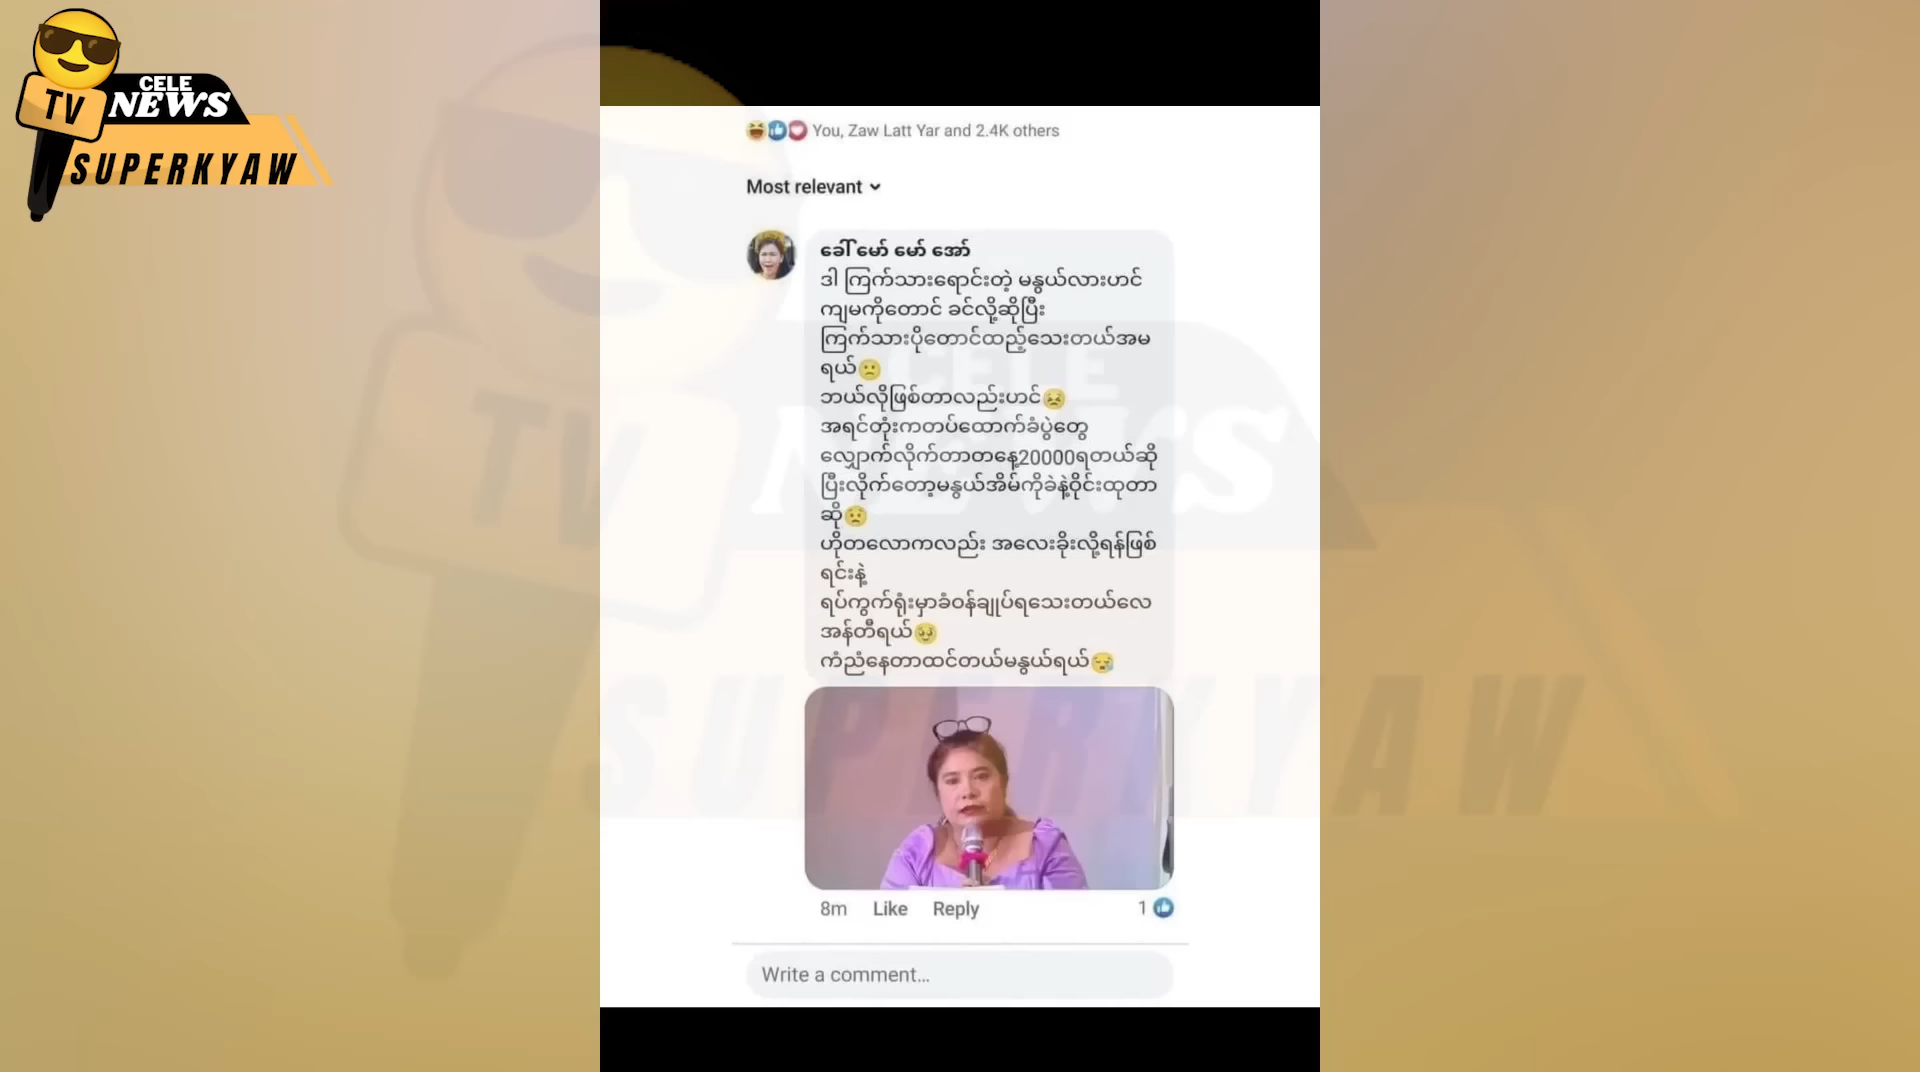 CELE
TV NEWS
SUPERKYAW
You, Zaw Latt Yar and 2.4K others
Most relevant
ခေါ် မော် မော် အော်
ဒါ ကြက်သားရောင်းတဲ့ မနွယ်လားဟင်
ကျမကိုတောင် ခင်လို့ဆိုပြီး
ကြက်သားပိုတောင်ထည့်သေးတယ်အမ
ရယ်🙁
ဘယ်လိုဖြစ်တာလည်းဟင်😣
အရင်တုံးကတပ်ထောက်ခံပွဲတွေ
လျှောက်လိုက်တာတနေ့20000ရတယ်ဆို
ပြီးလိုက်တော့မနွယ်အိမ်ကိုခဲနဲ့ဝိုင်းထုတာ
ဆို😟
ဟိုတလောကလည်း အလေးခိုးလို့ရန်ဖြစ်
ရင်းနဲ့
ရပ်ကွက်ရုံးမှာခံဝန်ချုပ်ရသေးတယ်လေ
အန်တီရယ်🥹
ကံညံနေတာထင်တယ်မနွယ်ရယ်😪
8m Like Reply 1
Write a comment...
CELE
TV NEWS
SUPERKYAW